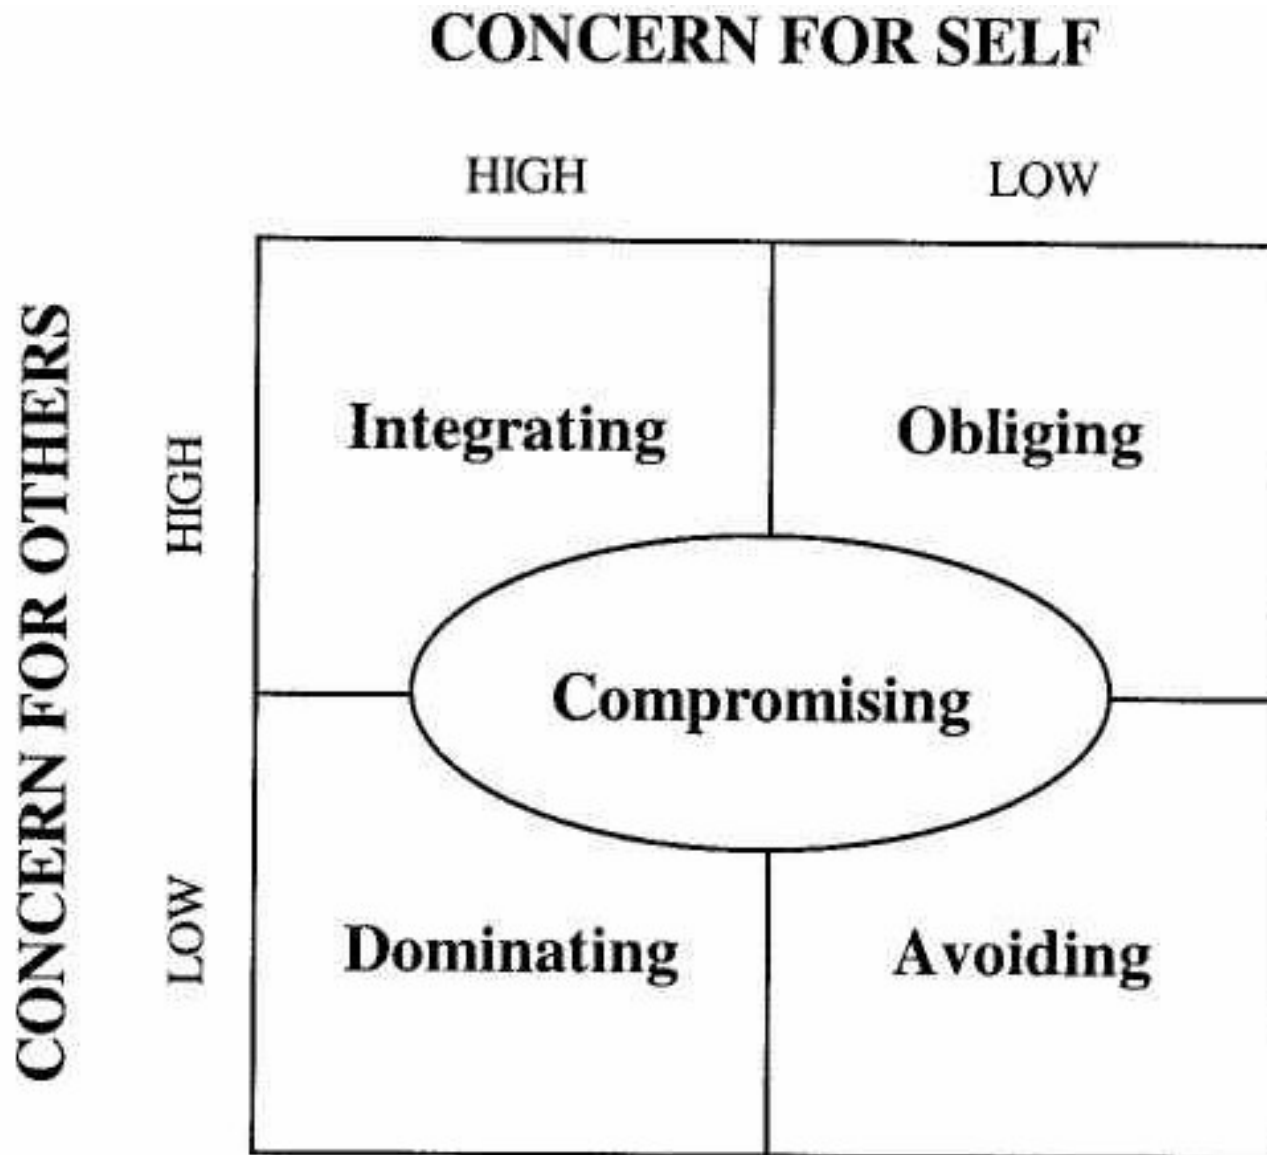 CONCERN FOR SELF
HIGH LOW
CONCERN FOR OTHERS
HIGH
Integrating Obliging
Compromising
LOW
Dominating Avoiding